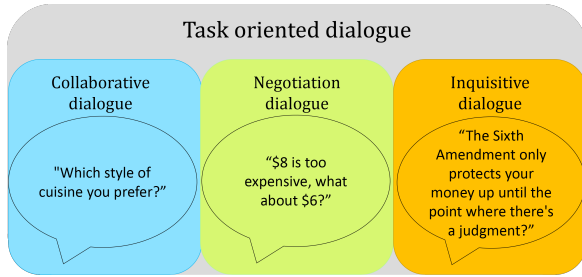 Task oriented dialogue
Collaborative
dialogue
"Which style of
cuisine you prefer?”
Negotiation
dialogue
“$8 is too
expensive, what
about $6?”
Inquisitive
dialogue
“The Sixth
Amendment only
protects your
money up until the
point where there's
a judgment?”